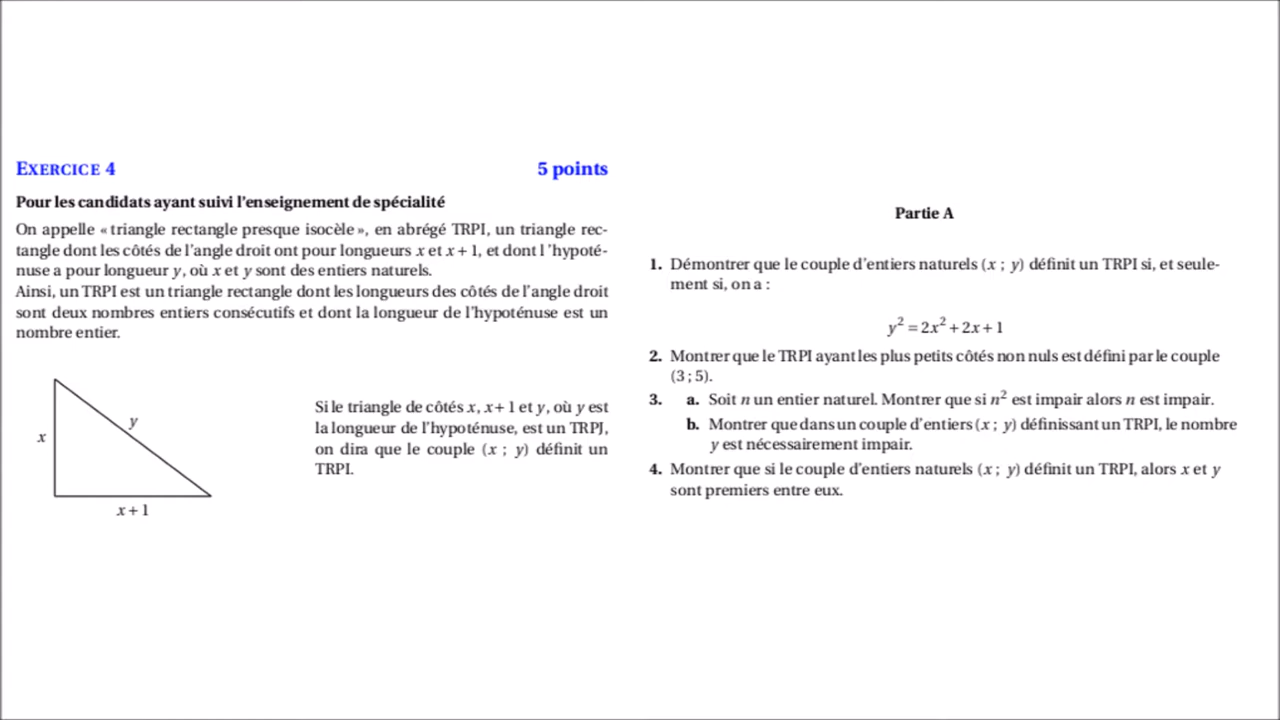 EXERCICE 4 5 points
Pour les candidats ayant suivi l'enseignement de spécialité
On appelle « triangle rectangle presque isocèle », en abrégé TRPI, un triangle rec-
tangle dont les côtés de l'angle droit ont pour longueurs x et x + 1, et dont l'hypoté-
nuse a pour longueur y, où x et y sont des entiers naturels.
Ainsi, un TRPI est un triangle rectangle dont les longueurs des côtés de l'angle droit
sont deux nombres entiers consécutifs et dont la longueur de l'hypoténuse est un
nombre entier.
x
y
x + 1
Si le triangle de côtés x, x + 1 et y, où y est
la longueur de l'hypoténuse, est un TRPI,
on dira que le couple (x ; y) définit un
TRPI.
Partie A
1. Démontrer que le couple d'entiers naturels (x ; y) définit un TRPI si, et seule-
ment si, on a :
y² = 2x² + 2x + 1
2. Montrer que le TRPI ayant les plus petits côtés non nuls est défini par le couple
(3 ; 5).
3. a. Soit n un entier naturel. Montrer que si n² est impair alors n est impair.
b. Montrer que dans un couple d'entiers (x ; y) définissant un TRPI, le nombre
y est nécessairement impair.
4. Montrer que si le couple d'entiers naturels (x ; y) définit un TRPI, alors x et y
sont premiers entre eux.